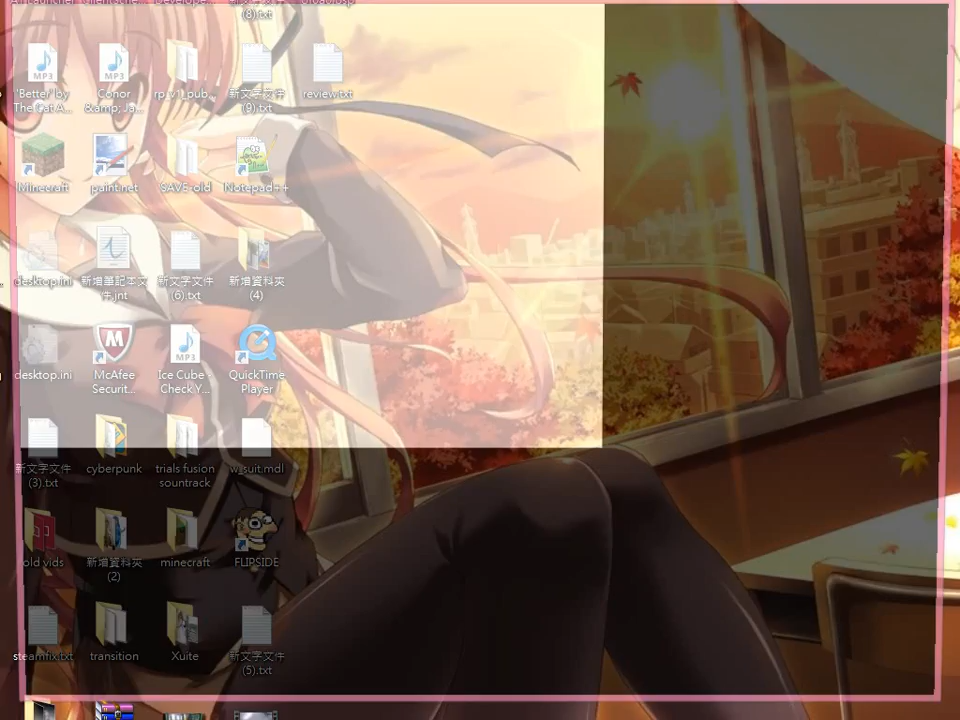 (8).txt
'Better' by
The Cat A...
Conor
&amp; Ja...
rp_v1_pub...
新文字文件
(9).txt
review.txt
Minecraft
paint.net
SAVE-old
Notepad++
desktop.ini
新增筆記本文
件.jnt
新文字文件
(6).txt
新增資料夾
(4)
desktop.ini
McAfee
Securit...
Ice Cube -
Check Y...
QuickTime
Player
新文字文件
(3).txt
cyberpunk
trials fusion
sountrack
w_suit.mdl
old vids
新增資料夾
(2)
minecraft
FLIPSIDE
steamfix.txt
transition
Xuite
新文字文件
(5).txt